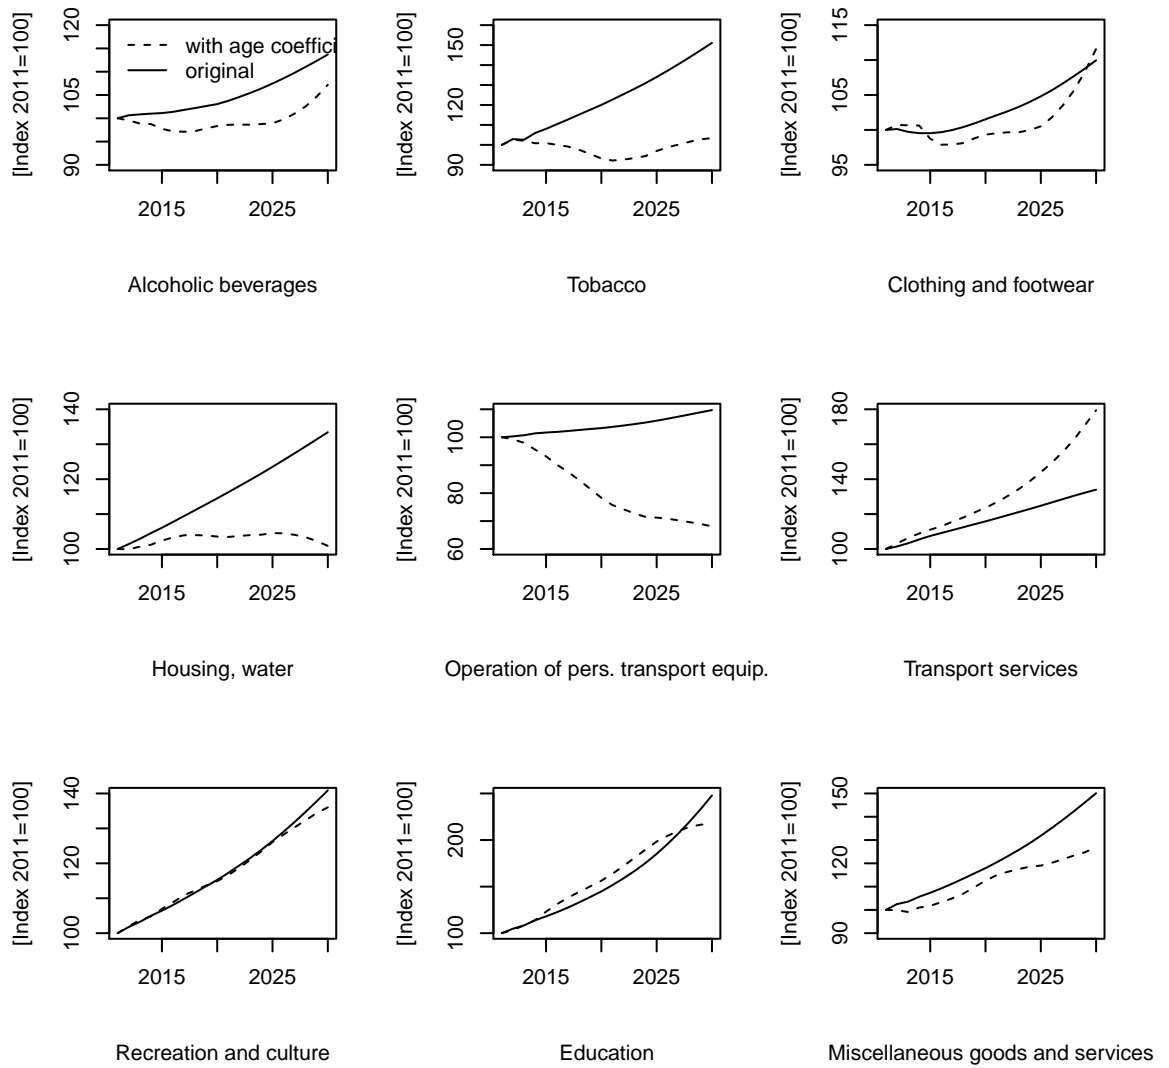 [Index 2011=100]
90
105
120
with age coeffici
original
2015
2025
Alcoholic beverages
[Index 2011=100]
90
120
150
2015
2025
Tobacco
[Index 2011=100]
95
105
115
2015
2025
Clothing and footwear
[Index 2011=100]
100
120
140
2015
2025
Housing, water
[Index 2011=100]
60
80
100
2015
2025
Operation of pers. transport equip.
[Index 2011=100]
100
140
180
2015
2025
Transport services
[Index 2011=100]
100
120
140
2015
2025
Recreation and culture
[Index 2011=100]
100
200
2015
2025
Education
[Index 2011=100]
90
120
150
2015
2025
Miscellaneous goods and services